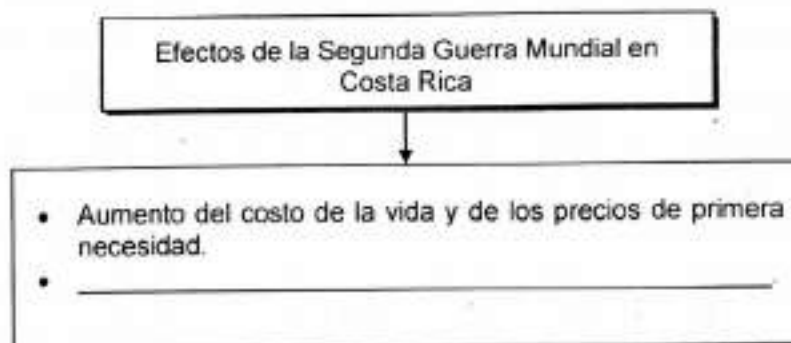 Efectos de la Segunda Guerra Mundial en
Costa Rica
• Aumento del costo de la vida y de los precios de primera
necesidad.
• ____________________